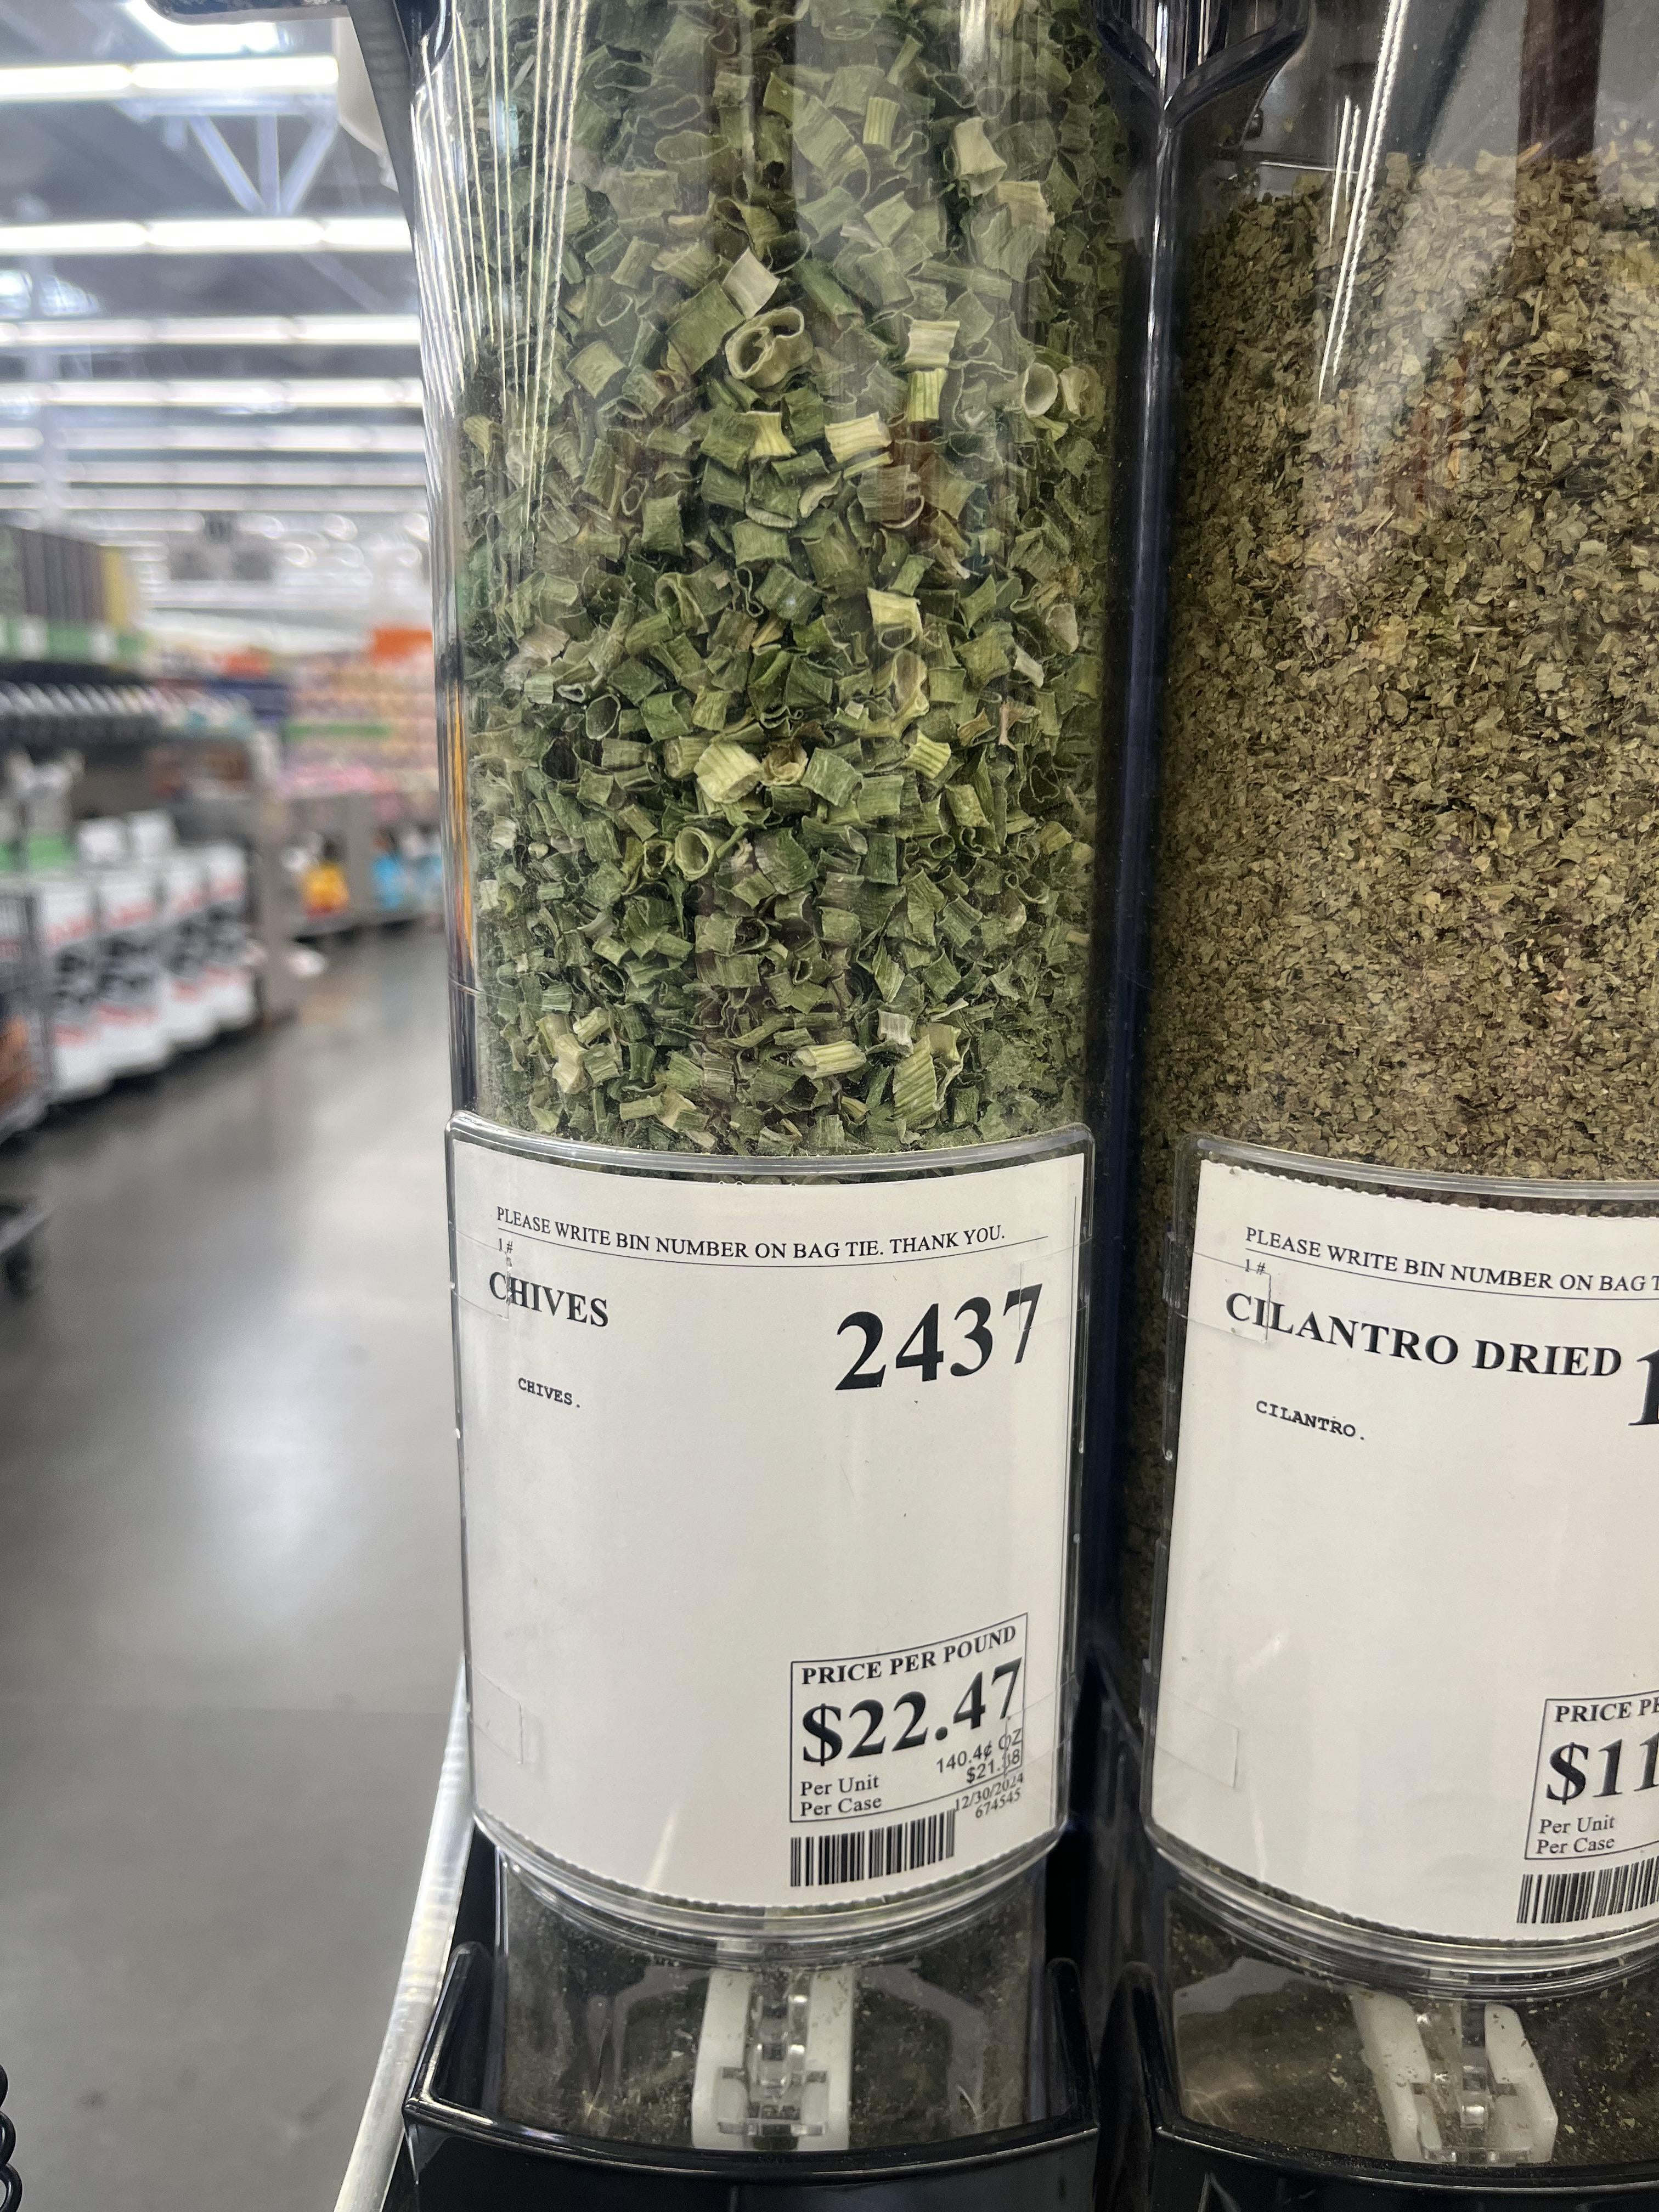 PLEASE WRITE BIN NUMBER ON BAG TIE. THANK YOU.
1#
CHIVES
2437
CHIVES.
PRICE PER POUND
$22.47
Per Unit 140.4¢ OZ
Per Case
12/30/2024
674545
PLEASE WRITE BIN NUMBER ON BAG
1#
CILANTRO DRIED
CILANTRO.
PRICE
$11
Per Unit
Per Case